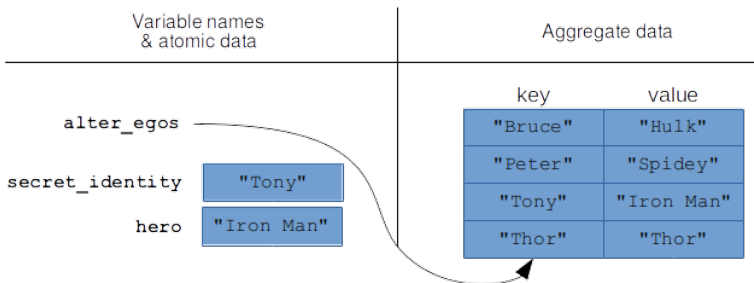 Variable names
& atomic data
Aggregate data
key value
alter_egos
"Bruce" "Hulk"
"Peter" "Spidey"
secret_identity "Tony"
"Tony" "Iron Man"
hero "Iron Man"
"Thor" "Thor"